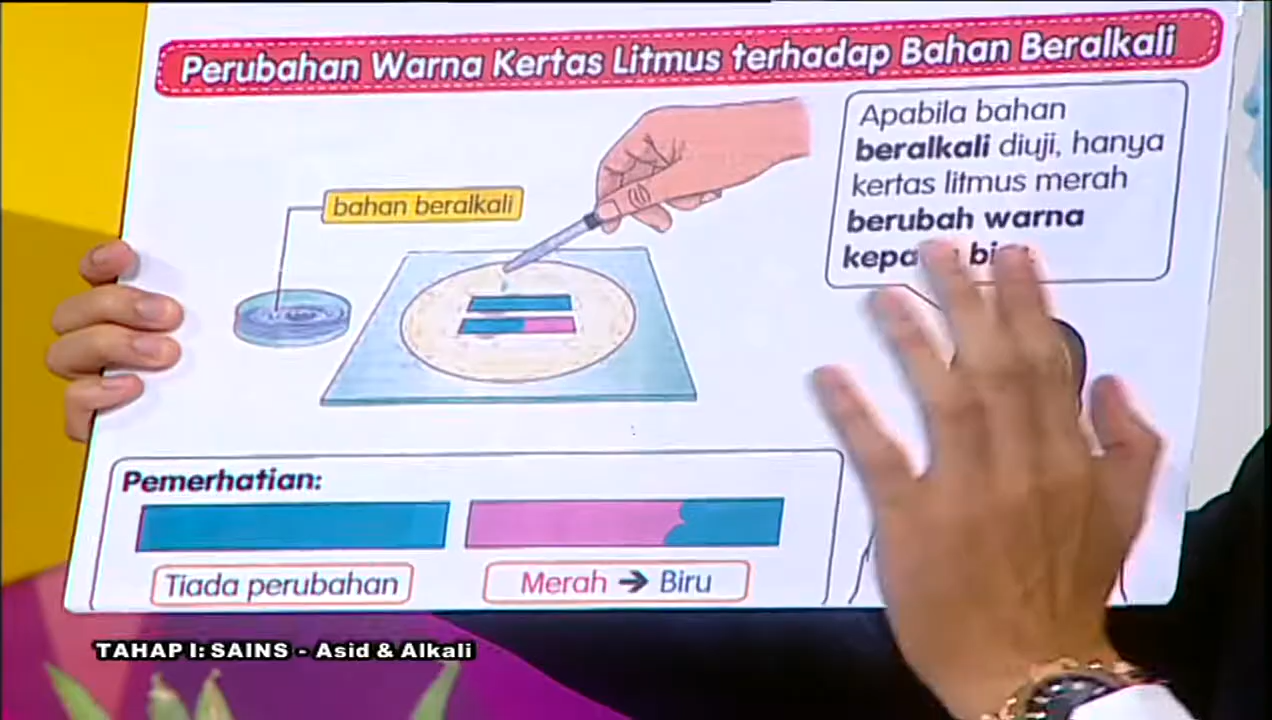 Perubahan Warna Kertas Litmus terhadap Bahan Beralkali
Apabila bahan
beralkali diuji, hanya
kertas litmus merah
berubah warna
bahan beralkali
Pemerhatian:
Tiada perubahan
Merah → Biru
TAHAP I: SAINS - Asid & Alkali